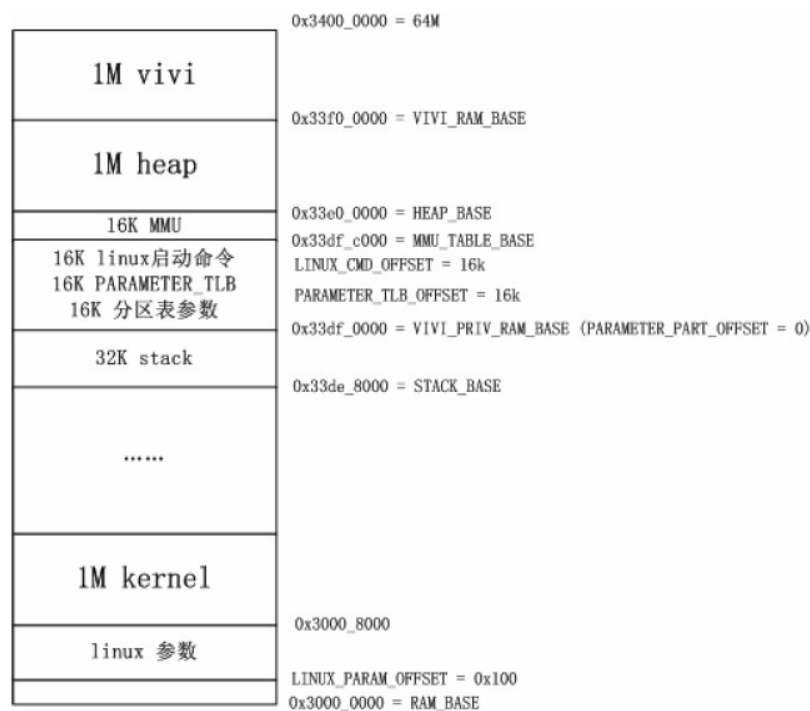 0x3400_0000 = 64M
1M vivi
0x33f0_0000 = VIVI_RAM_BASE
1M heap
0x33e0_0000 = HEAP_BASE
16K MMU
0x33df_c000 = MMU_TABLE_BASE
16K linux启动命令
LINUX_CMD_OFFSET = 16k
16K PARAMETER_TLB
PARAMETER_TLB_OFFSET = 16k
16K 分区表参数
0x33df_0000 = VIVI_PRIV_RAM_BASE (PARAMETER_PART_OFFSET = 0)
32K stack
0x33de_8000 = STACK_BASE
……
1M kernel
0x3000_8000
linux 参数
LINUX_PARAM_OFFSET = 0x100
0x3000_0000 = RAM_BASE